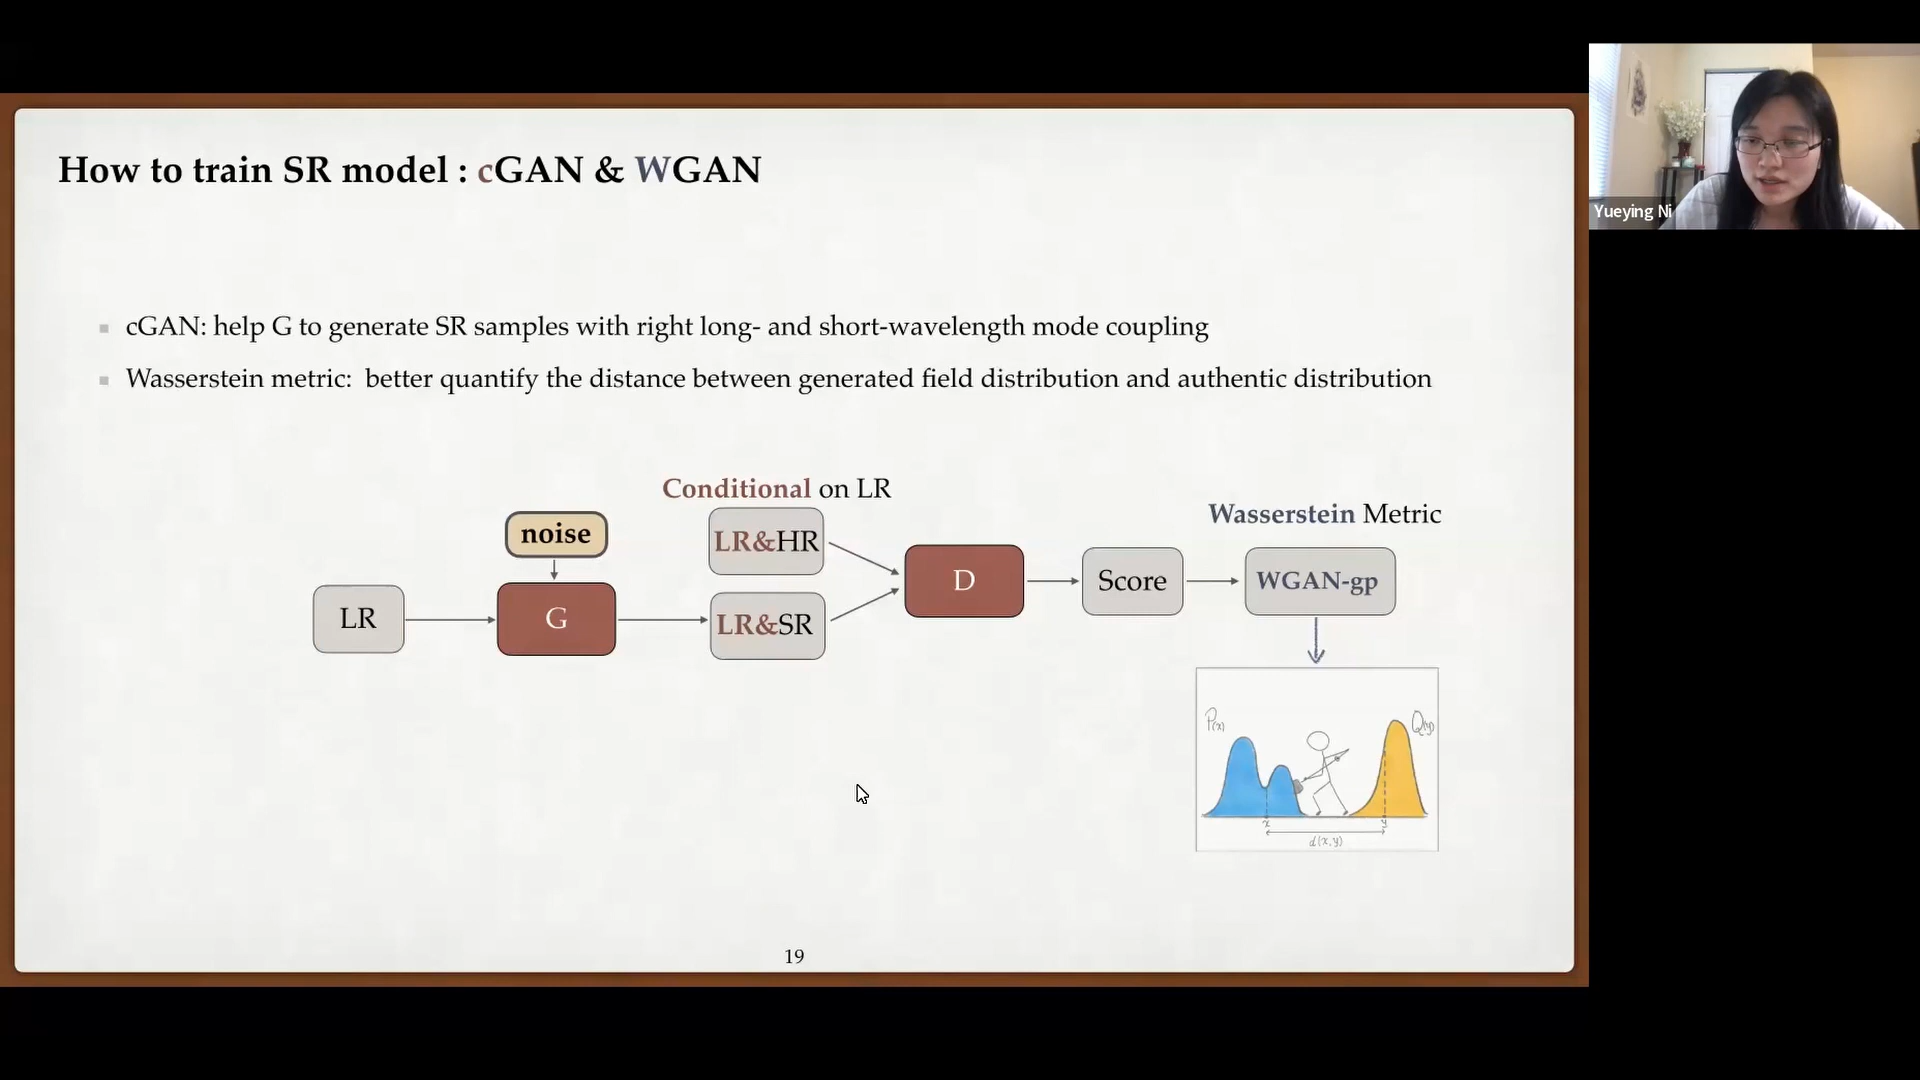 How to train SR model : cGAN & WGAN
Yueying Ni
cGAN: help G to generate SR samples with right long- and short-wavelength mode coupling
Wasserstein metric: better quantify the distance between generated field distribution and authentic distribution
Conditional on LR
Wasserstein Metric
noise
LR&HR
LR
G
LR&SR
D
Score
WGAN-gp
P(x)
Q(y)
x
y
d(x,y)
19